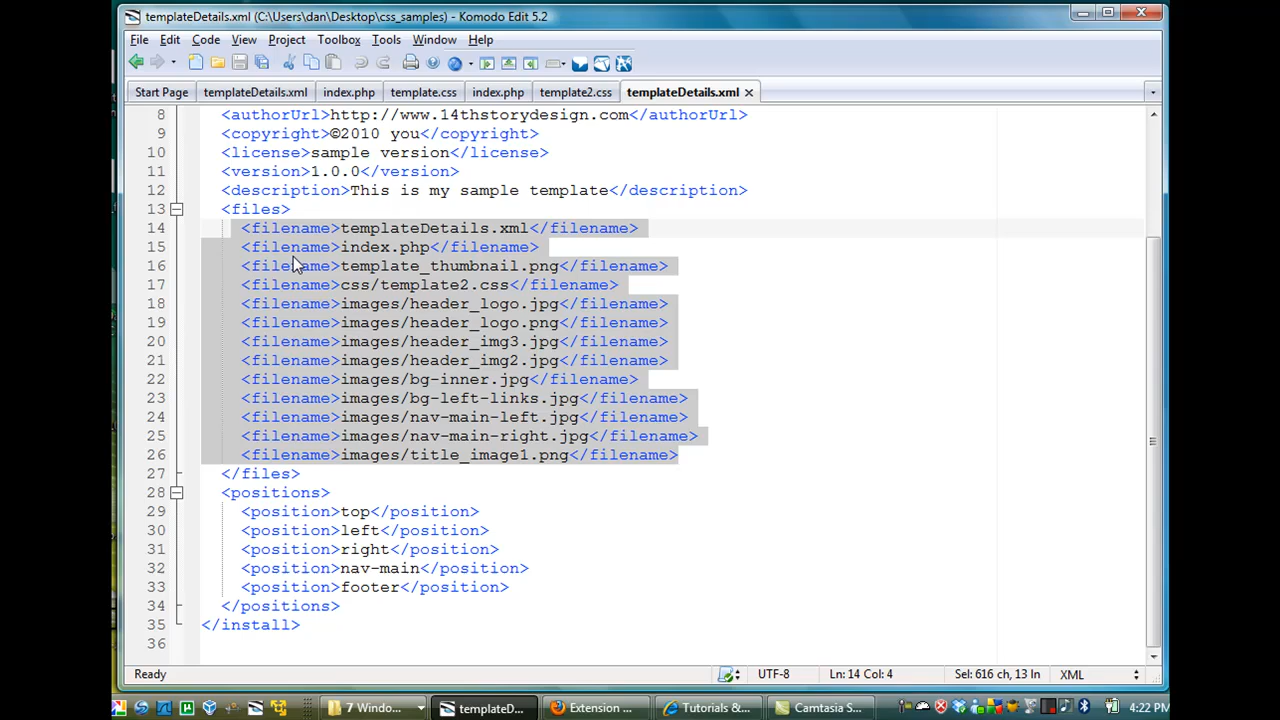 templateDetails.xml (C:\Users\dan\Desktop\css_samples) - Komodo Edit 5.2
File Edit Code View Project Toolbox Tools Window Help
Start Page templateDetails.xml index.php template.css index.php template2.css templateDetails.xml
8 <authorUrl>http://www.14thstorydesign.com</authorUrl>
9 <copyright>©2010 you</copyright>
10 <license>sample version</license>
11 <version>1.0.0</version>
12 <description>This is my sample template</description>
13 <files>
14 <filename>templateDetails.xml</filename>
15 <filename>index.php</filename>
16 <filename>template_thumbnail.png</filename>
17 <filename>css/template2.css</filename>
18 <filename>images/header_logo.jpg</filename>
19 <filename>images/header_logo.png</filename>
20 <filename>images/header_img3.jpg</filename>
21 <filename>images/header_img2.jpg</filename>
22 <filename>images/bg-inner.jpg</filename>
23 <filename>images/bg-left-links.jpg</filename>
24 <filename>images/nav-main-left.jpg</filename>
25 <filename>images/nav-main-right.jpg</filename>
26 <filename>images/title_image1.png</filename>
27 </files>
28 <positions>
29 <position>top</position>
30 <position>left</position>
31 <position>right</position>
32 <position>nav-main</position>
33 <position>footer</position>
34 </positions>
35 </install>
36
Ready UTF-8 Ln: 14 Col: 4 Sel: 616 ch, 13 ln XML
7 Windo... templateD... Extension ... Tutorials &... Camtasia S... 4:22 PM